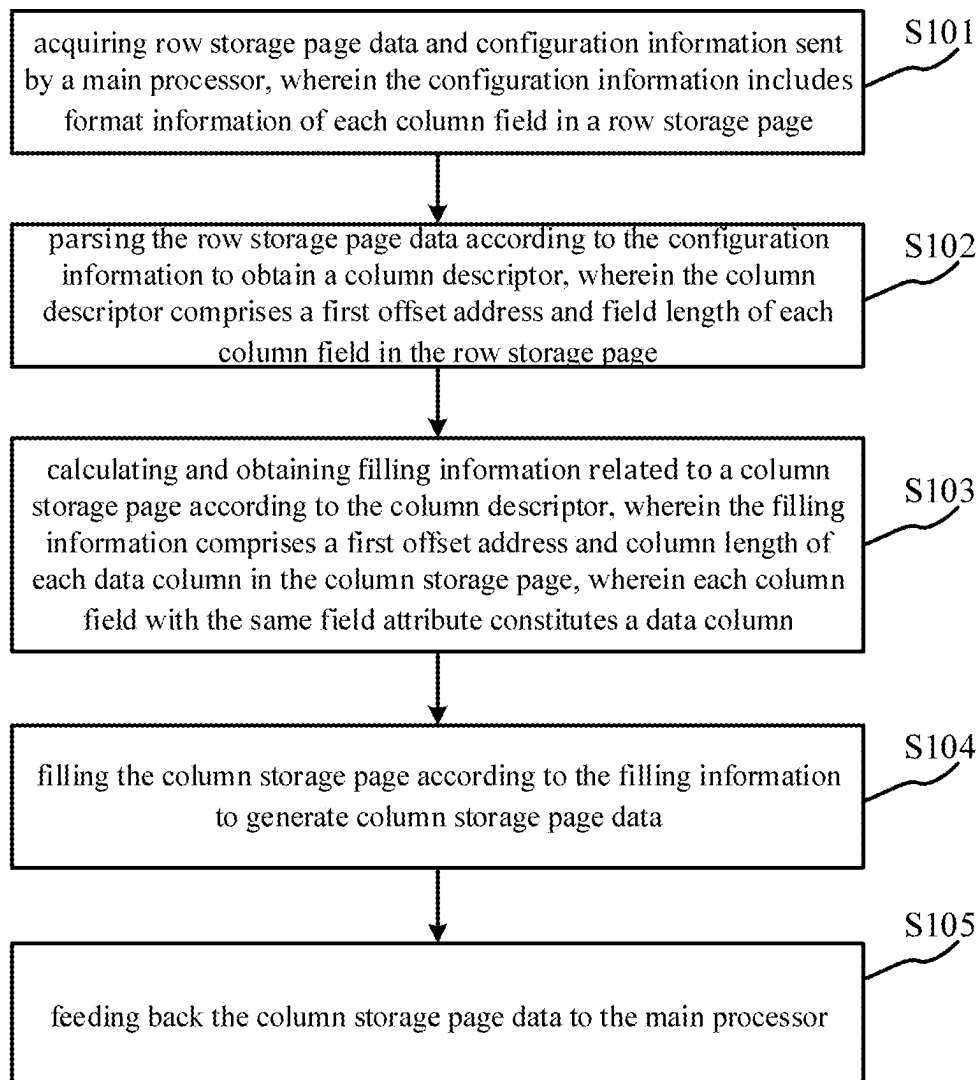 S101
acquiring row storage page data and configuration information sent
by a main processor, wherein the configuration information includes
format information of each column field in a row storage page
S102
parsing the row storage page data according to the configuration
information to obtain a column descriptor, wherein the column
descriptor comprises a first offset address and field length of each
column field in the row storage page
S103
calculating and obtaining filling information related to a column
storage page according to the column descriptor, wherein the filling
information comprises a first offset address and column length of
each data column in the column storage page, wherein each column
field with the same field attribute constitutes a data column
S104
filling the column storage page according to the filling information
to generate column storage page data
S105
feeding back the column storage page data to the main processor